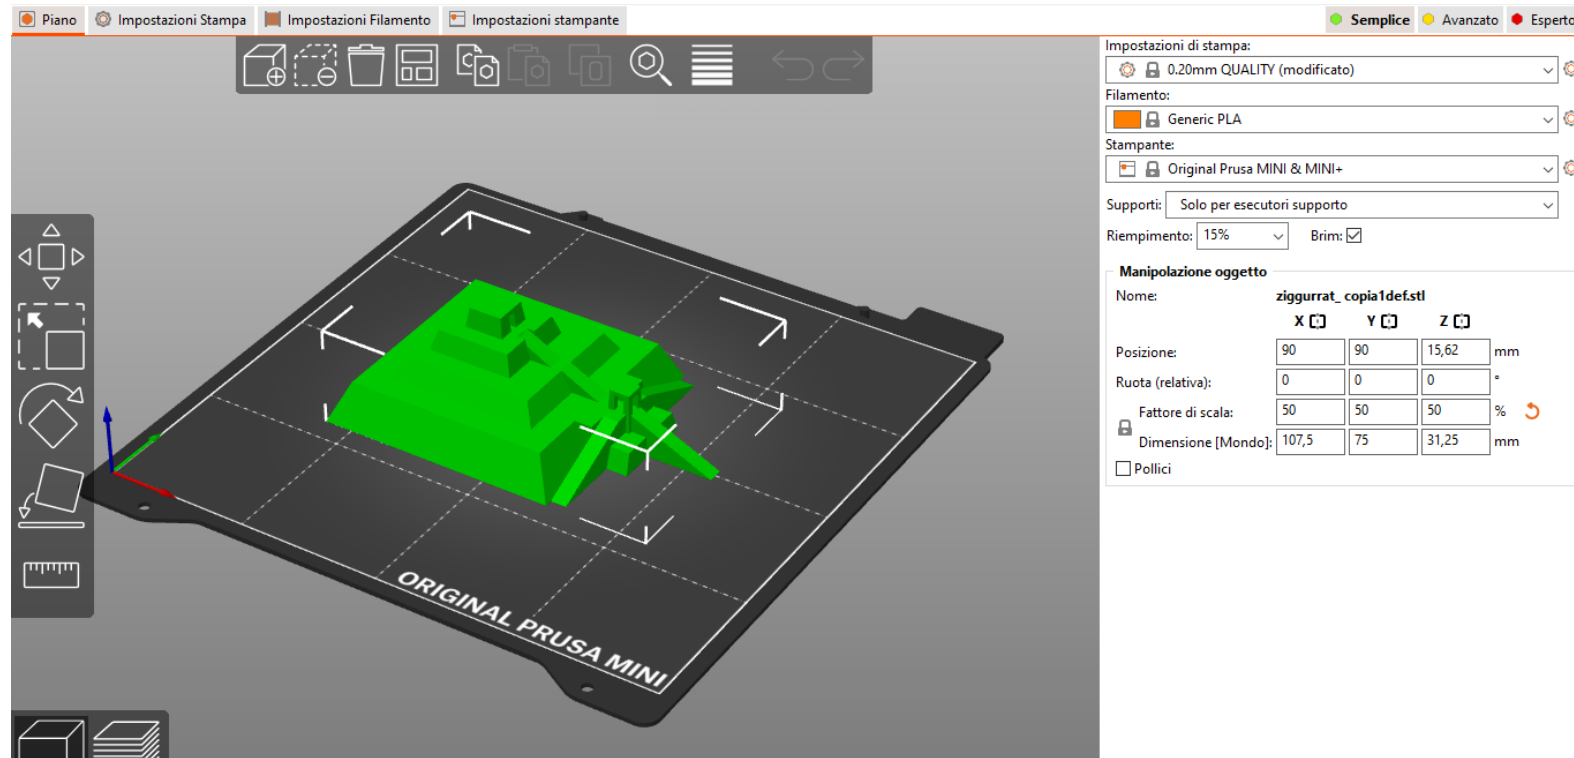 Piano Impostazioni Stampa Impostazioni Filamento Impostazioni stampante Semplice Avanzato Esperto
Impostazioni di stampa:
0.20mm QUALITY (modificato)
Filamento:
Generic PLA
Stampante:
Original Prusa MINI & MINI+
Supporti: Solo per esecutori supporto
Riempimento: 15% Brim:
Manipolazione oggetto
Nome: ziggurrat_ copia1def.stl
X Y Z
Posizione: 90 90 15,62 mm
Ruota (relativa): 0 0 0 °
Fattore di scala: 50 50 50 %
Dimensione [Mondo]: 107,5 75 31,25 mm
Pollici
ORIGINAL PRUSA MINI